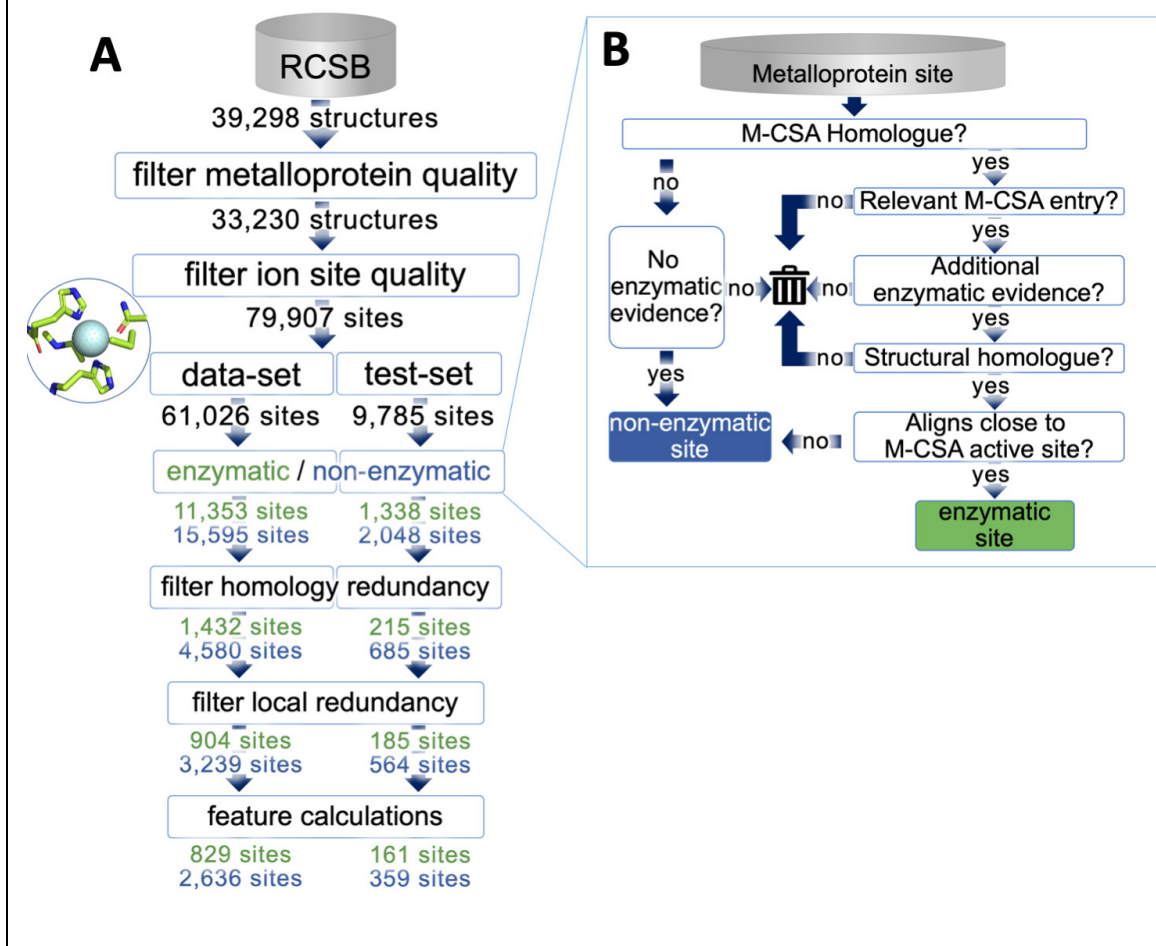 A
RCSB
39,298 structures
filter metalloprotein quality
33,230 structures
filter ion site quality
79,907 sites
data-set
test-set
61,026 sites
9,785 sites
enzymatic / non-enzymatic
11,353 sites
15,595 sites
1,338 sites
2,048 sites
filter homology redundancy
1,432 sites
4,580 sites
215 sites
685 sites
filter local redundancy
904 sites
3,239 sites
185 sites
564 sites
feature calculations
829 sites
2,636 sites
161 sites
359 sites
B
Metalloprotein site
M-CSA Homologue?
no
yes
Relevant M-CSA entry?
no
yes
No
enzymatic
evidence?
no
no
Additional
enzymatic evidence?
yes
no
Structural homologue?
yes
yes
non-enzymatic
site
no
Aligns close to
M-CSA active site?
yes
enzymatic
site